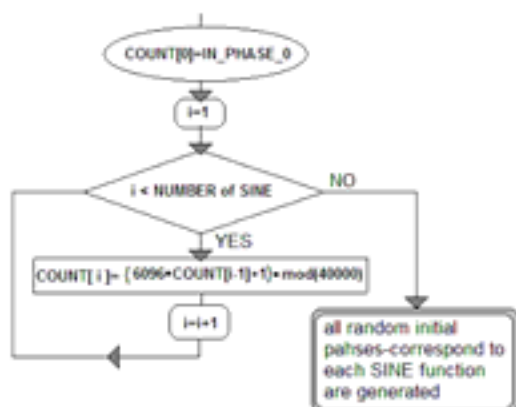 COUNT[0]=IN_PHASE_0
i=1
i < NUMBER of SINE
NO
YES
COUNT[ i ]= (6096*COUNT[i-1]+1)*mod(40000)
i=i+1
all random initial
pahses-correspond to
each SINE function
are generated